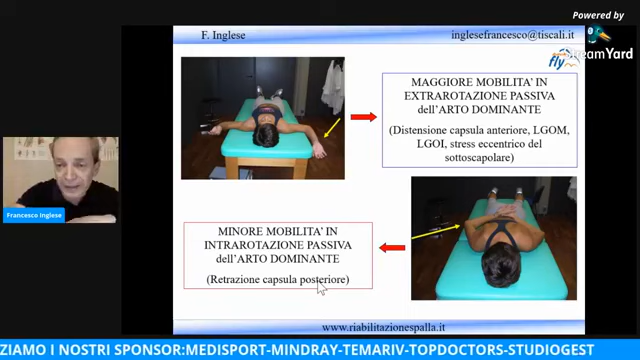 Powered by
StreamYard
F. Inglese
inglesefrancesco@tiscali.it
fly
MAGGIORE MOBILITA' IN
EXTRAROTAZIONE PASSIVA
dell'ARTO DOMINANTE
(Distensione capsula anteriore, LGOM,
LGOI, stress eccentrico del
sottoscapolare)
Francesco Inglese
MINORE MOBILITA' IN
INTRAROTAZIONE PASSIVA
dell'ARTO DOMINANTE
(Retrazione capsula posteriore)
www.riabilitazionespalla.it
ZIAMO I NOSTRI SPONSOR:MEDISPORT-MINDRAY-TEMARIV-TOPDOCTORS-STUDIOGEST